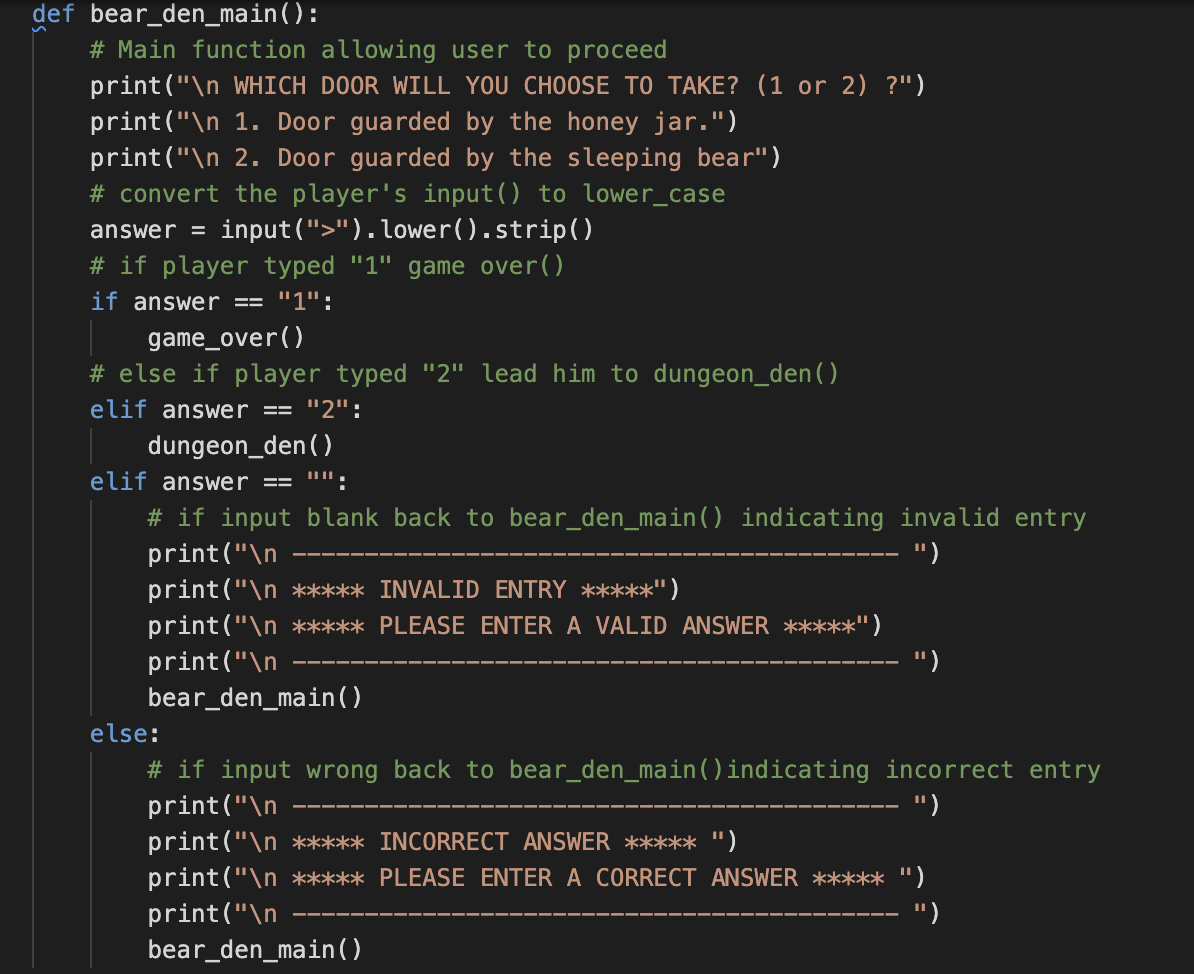 def bear_den_main():
    # Main function allowing user to proceed
    print("\n WHICH DOOR WILL YOU CHOOSE TO TAKE? (1 or 2) ?")
    print("\n 1. Door guarded by the honey jar.")
    print("\n 2. Door guarded by the sleeping bear")
    # convert the player's input() to lower_case
    answer = input(">").lower().strip()
    # if player typed "1" game over()
    if answer == "1":
        game_over()
    # else if player typed "2" lead him to dungeon_den()
    elif answer == "2":
        dungeon_den()
    elif answer == "":
        # if input blank back to bear_den_main() indicating invalid entry
        print("\n ------------------------------------------ ")
        print("\n ***** INVALID ENTRY *****")
        print("\n ***** PLEASE ENTER A VALID ANSWER *****")
        print("\n ------------------------------------------ ")
        bear_den_main()
    else:
        # if input wrong back to bear_den_main()indicating incorrect entry
        print("\n ------------------------------------------ ")
        print("\n ***** INCORRECT ANSWER ***** ")
        print("\n ***** PLEASE ENTER A CORRECT ANSWER ***** ")
        print("\n ------------------------------------------ ")
        bear_den_main()